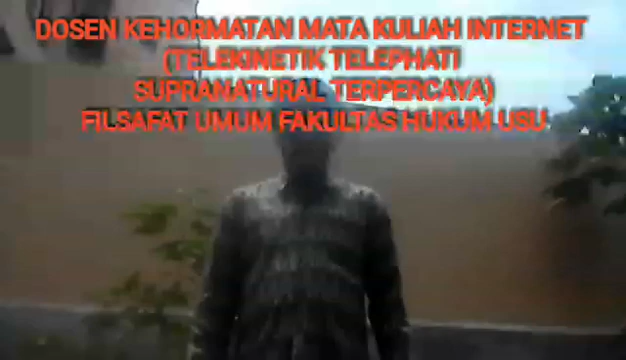 DOSEN KEHORMATAN MATA KULIAH INTERNET
(TELEKINETIK TELEPHATI
SUPRANATURAL TERPERCAYA)
FILSAFAT UMUM FAKULTAS HUKUM USU